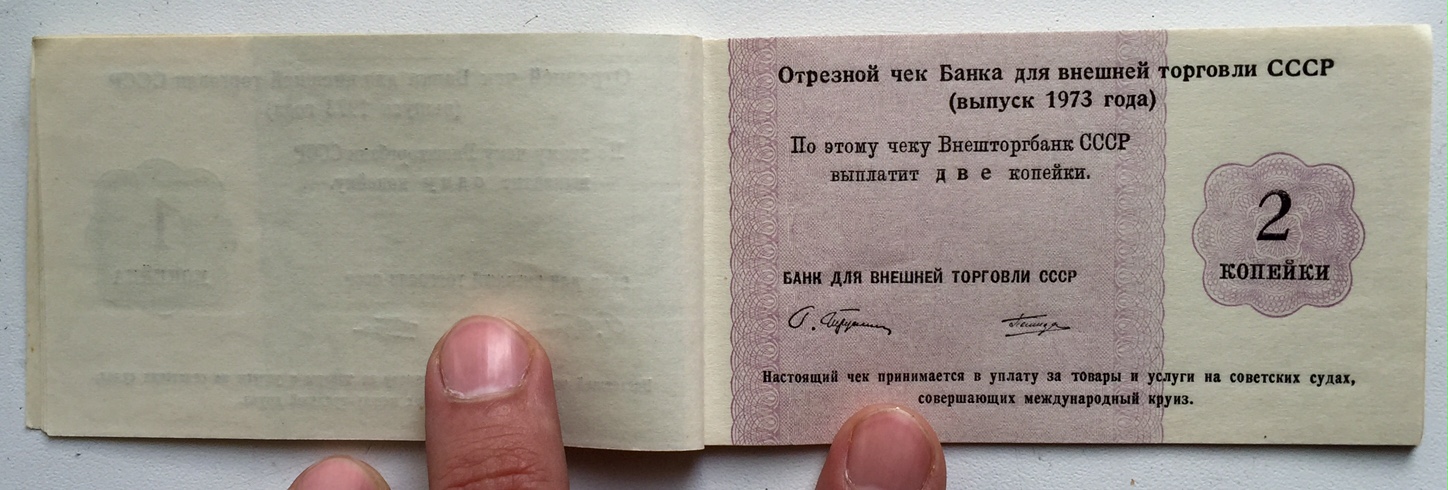 Отрезной чек Банка для внешней торговли СССР
(выпуск 1973 года)
По этому чеку Внешторгбанк СССР
выплатит две копейки.
2
КОПЕЙКИ
БАНК ДЛЯ ВНЕШНЕЙ ТОРГОВЛИ СССР
Настоящий чек принимается в уплату за товары и услуги на советских судах,
совершающих международный круиз.